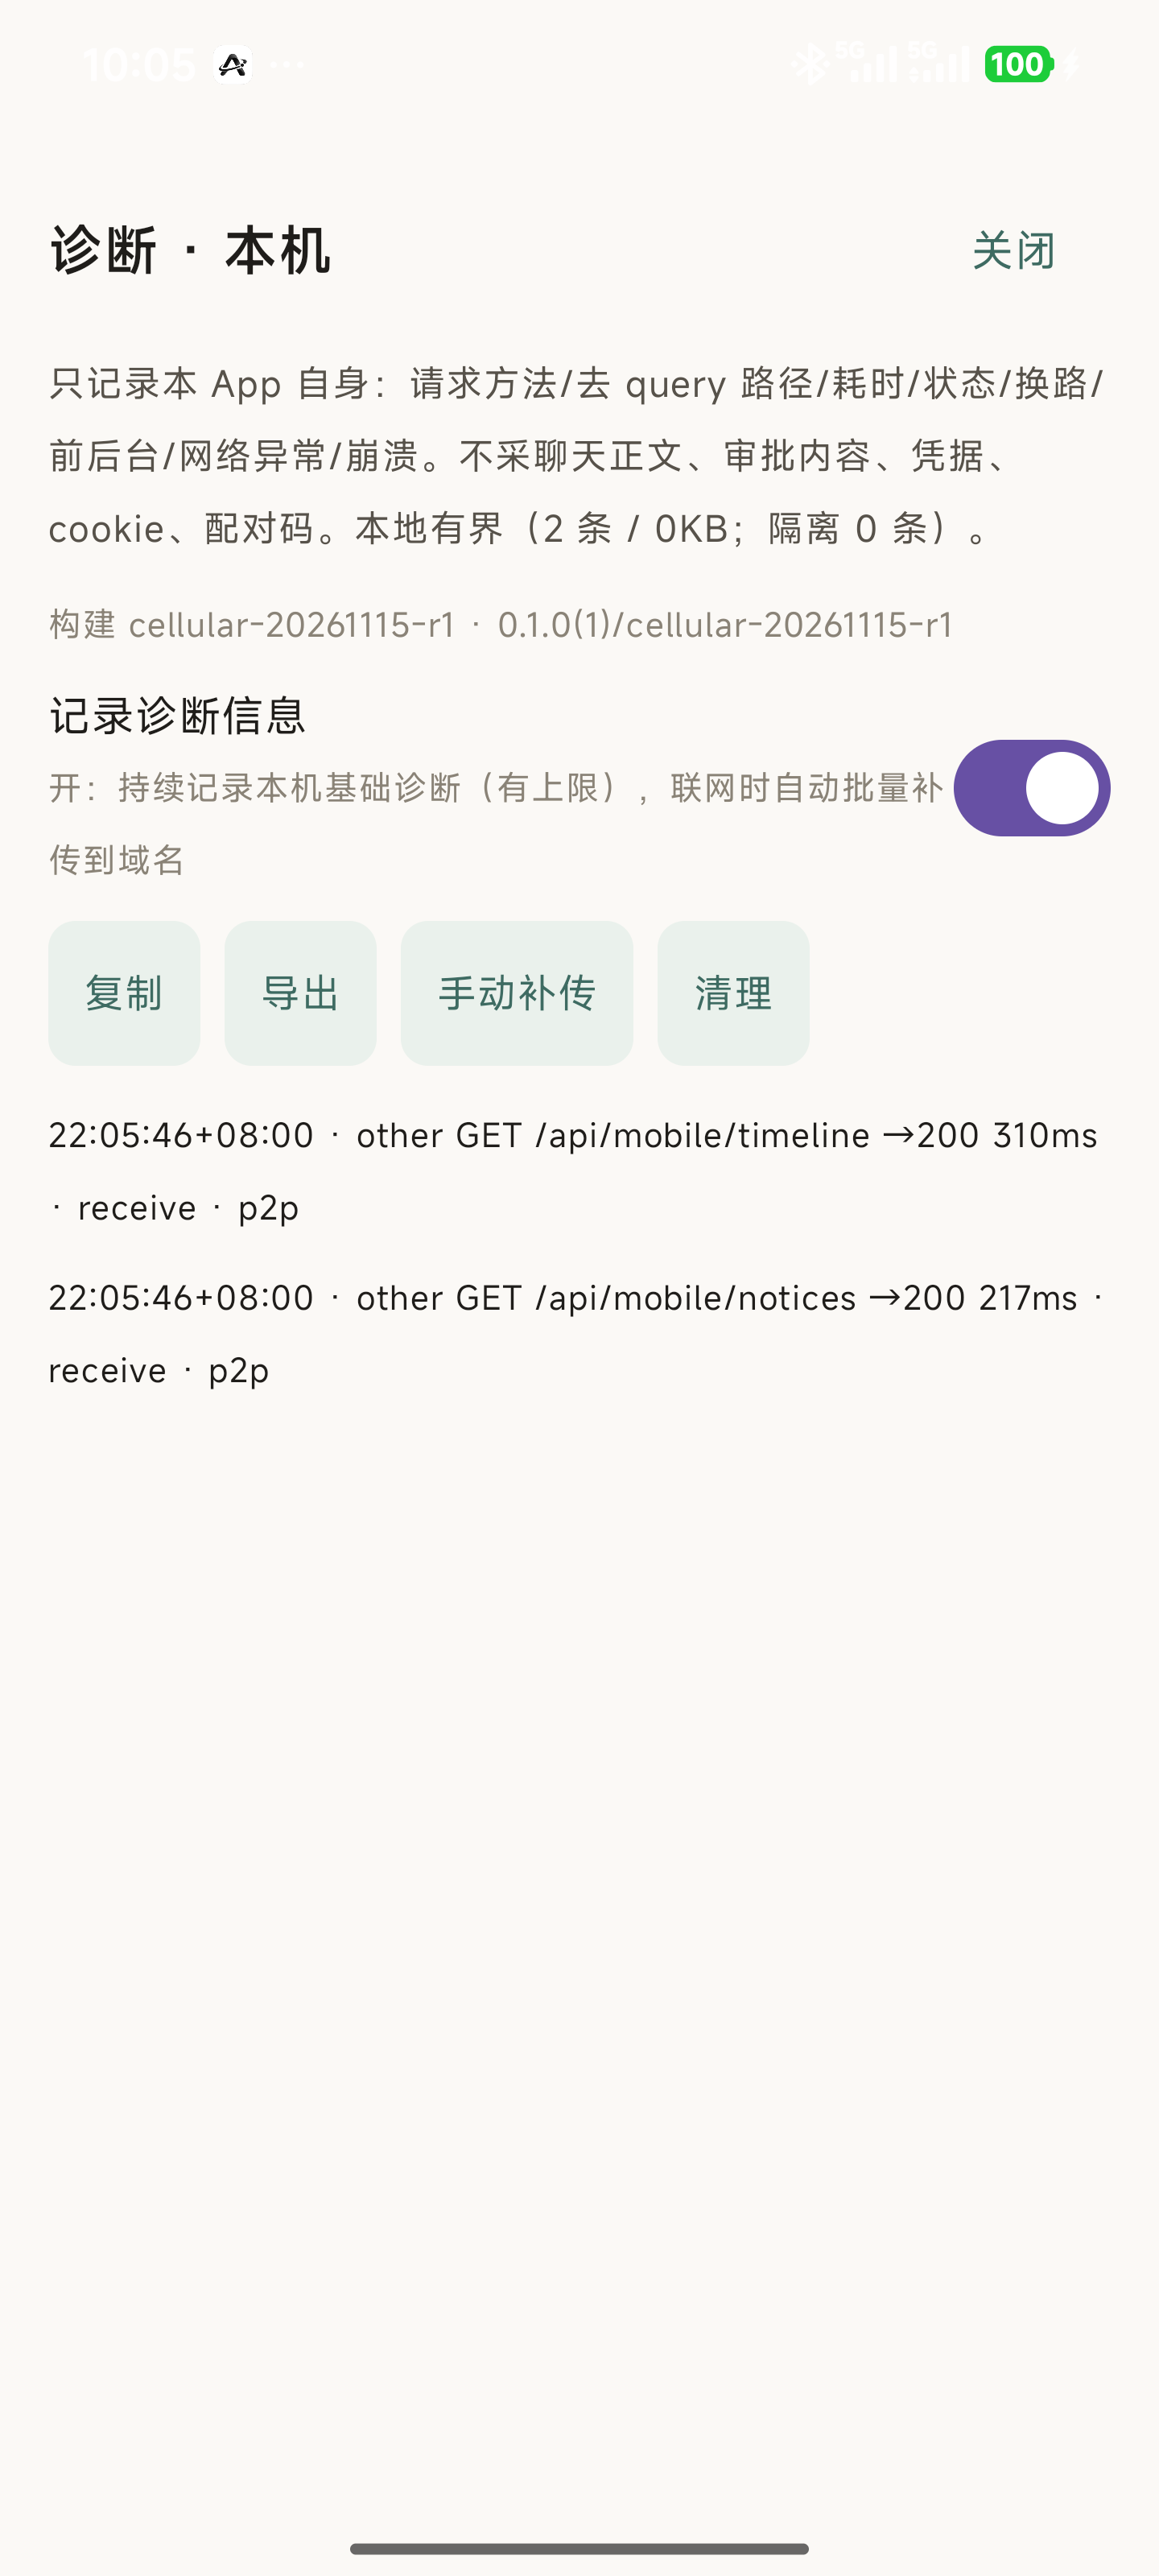 10:05 ...
5G 5G 100
诊断 · 本机
关闭
只记录本 App 自身：请求方法/去 query 路径/耗时/状态/换路/
前后台/网络异常/崩溃。不采聊天正文、审批内容、凭据、
cookie、配对码。本地有界（2 条 / 0KB；隔离 0 条）。
构建 cellular-20261115-r1 · 0.1.0(1)/cellular-20261115-r1
记录诊断信息
开：持续记录本机基础诊断（有上限），联网时自动批量补
传到域名
复制 导出 手动补传 清理
22:05:46+08:00 · other GET /api/mobile/timeline →200 310ms
· receive · p2p
22:05:46+08:00 · other GET /api/mobile/notices →200 217ms ·
receive · p2p